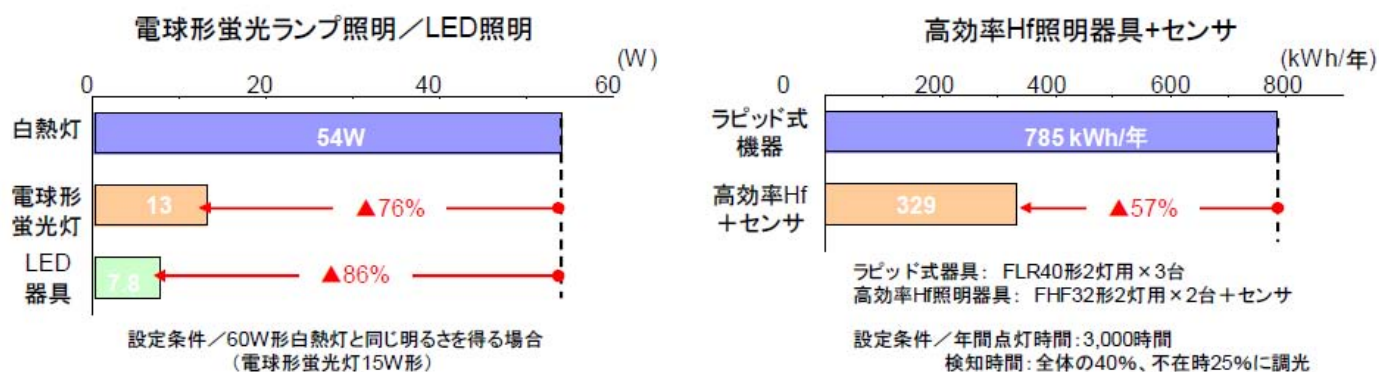 電球形蛍光ランプ照明／LED照明
(W)
0 20 40 60
白熱灯
54W
電球形
蛍光灯
13
▲76%
LED
器具
7.8
▲86%
設定条件／60W形白熱灯と同じ明るさを得る場合
（電球形蛍光灯15W形）
高効率Hf照明器具+センサ
(kWh/年)
0 200 400 600 800
ラピッド式
機器
785 kWh/年
高効率Hf
＋センサ
329
▲57%
ラピッド式器具： FLR40形2灯用×3台
高効率Hf照明器具： FHF32形2灯用×2台＋センサ
設定条件／年間点灯時間：3,000時間
検知時間：全体の40%、不在時25%に調光